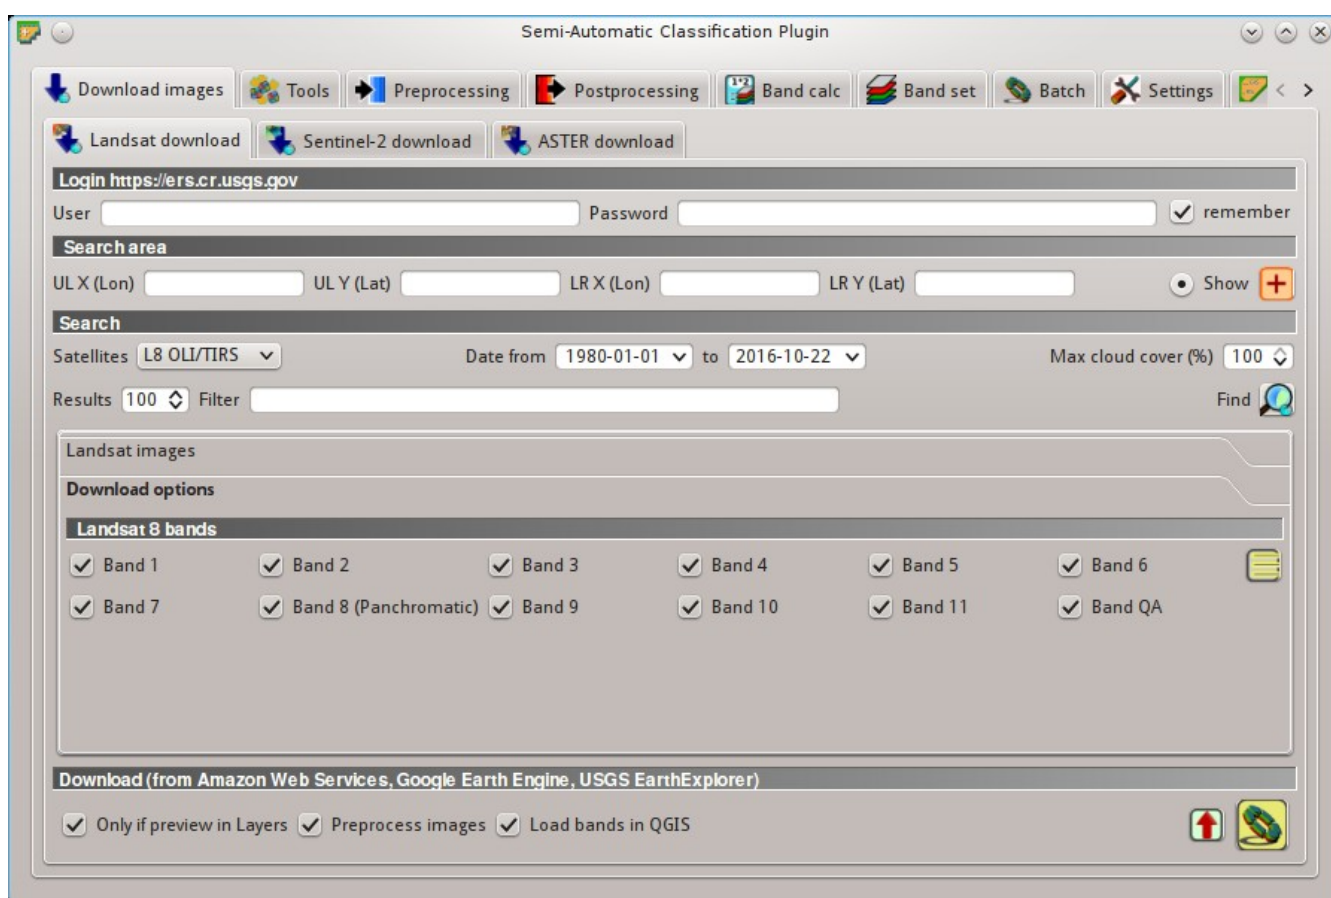 Semi-Automatic Classification Plugin
Download images Tools Preprocessing Postprocessing Band calc Band set Batch Settings
Landsat download Sentinel-2 download ASTER download
Login https://ers.cr.usgs.gov
User Password remember
Search area
UL X (Lon) UL Y (Lat) LR X (Lon) LR Y (Lat) Show
Search
Satellites L8 OLI/TIRS Date from 1980-01-01 to 2016-10-22 Max cloud cover (%) 100
Results 100 Filter Find
Landsat images
Download options
Landsat 8 bands
Band 1 Band 2 Band 3 Band 4 Band 5 Band 6
Band 7 Band 8 (Panchromatic) Band 9 Band 10 Band 11 Band QA
Download (from Amazon Web Services, Google Earth Engine, USGS EarthExplorer)
Only if preview in Layers Preprocess images Load bands in QGIS